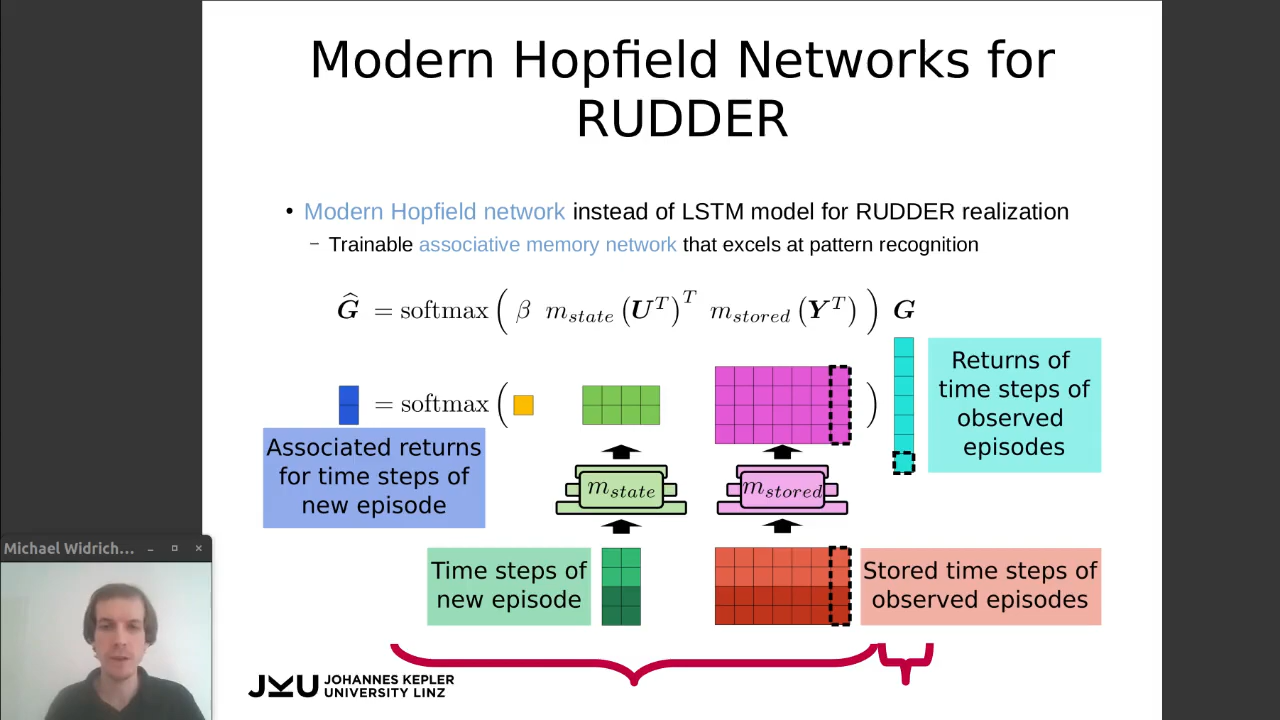 Modern Hopfield Networks for
RUDDER
• Modern Hopfield network instead of LSTM model for RUDDER realization
– Trainable associative memory network that excels at pattern recognition
Ĝ = softmax ( β m_state (U^T)^T m_stored (Y^T) ) G
= softmax ( )
Returns of
time steps of
observed
episodes
Associated returns
for time steps of
new episode
m_state
m_stored
Time steps of
new episode
Stored time steps of
observed episodes
Michael Widrich...
JKU JOHANNES KEPLER
UNIVERSITY LINZ